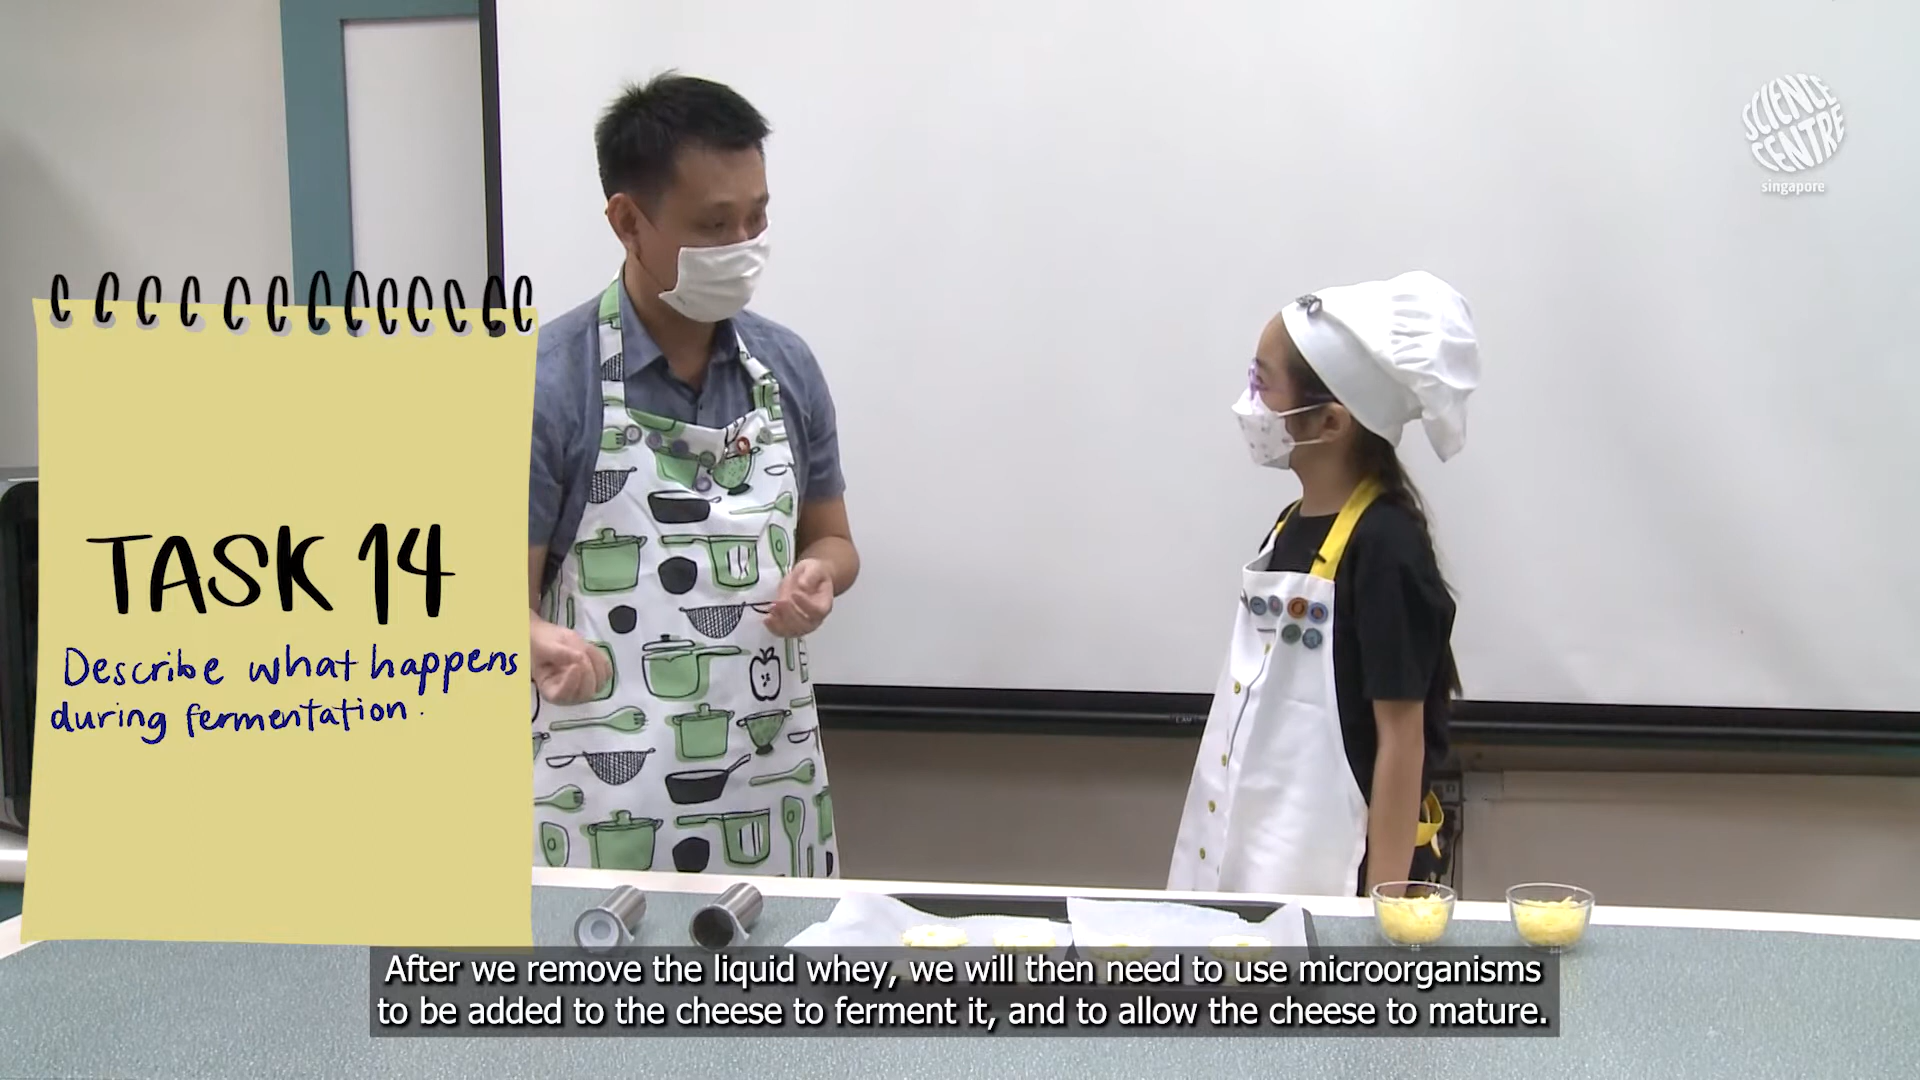 SCIENCE
CENTRE
singapore
TASK 14
Describe what happens
during fermentation.
After we remove the liquid whey, we will then need to use microorganisms
to be added to the cheese to ferment it, and to allow the cheese to mature.